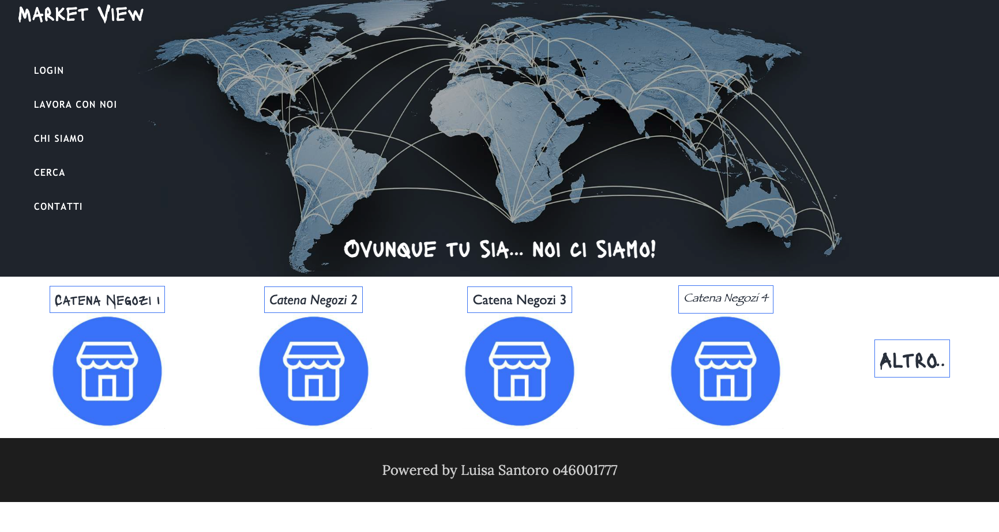 Market View
LOGIN
LAVORA CON NOI
CHI SIAMO
CERCA
CONTATTI
Ovunque tu Sia... noi ci Siamo!
Catena Negozi 1
Catena Negozi 2
Catena Negozi 3
Catena Negozi 4
Altro..
Powered by Luisa Santoro o46001777